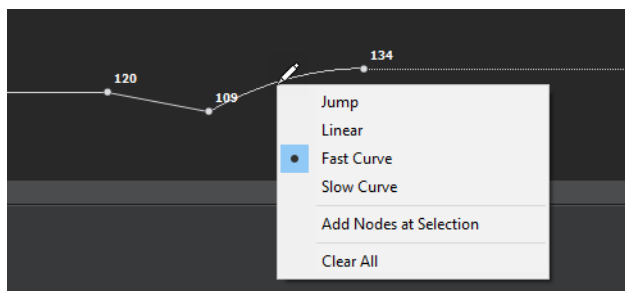 134
120
109
Jump
Linear
Fast Curve
Slow Curve
Add Nodes at Selection
Clear All